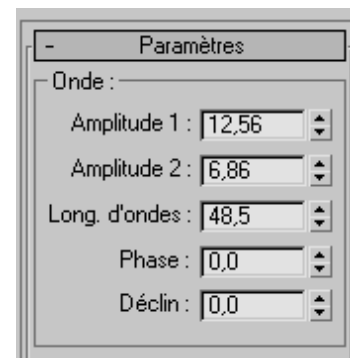 - Paramètres
Onde :
Amplitude 1 : 12,56
Amplitude 2 : 6,86
Long. d'ondes : 48,5
Phase : 0,0
Déclin : 0,0